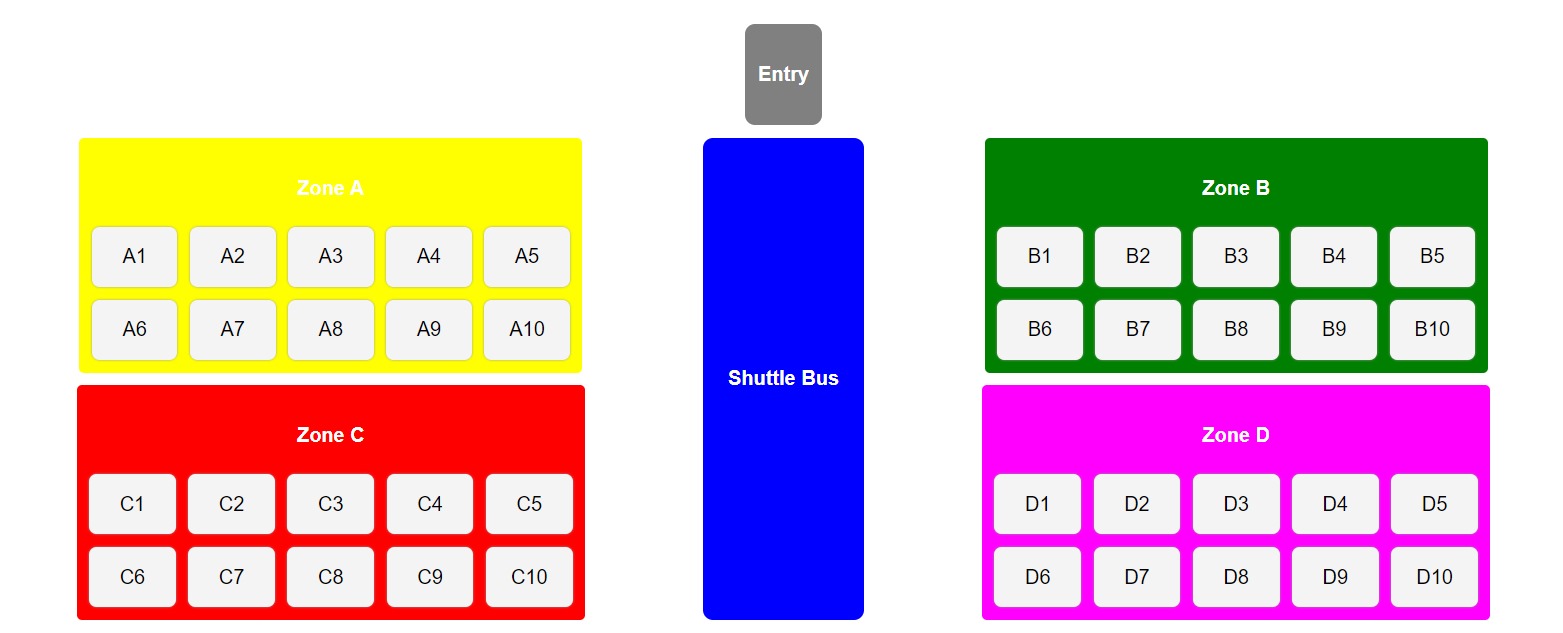 Entry
Zone A
A1 A2 A3 A4 A5
A6 A7 A8 A9 A10
Zone C
C1 C2 C3 C4 C5
C6 C7 C8 C9 C10
Shuttle Bus
Zone B
B1 B2 B3 B4 B5
B6 B7 B8 B9 B10
Zone D
D1 D2 D3 D4 D5
D6 D7 D8 D9 D10